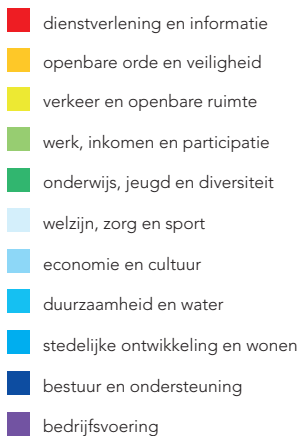 dienstverlening en informatie
openbare orde en veiligheid
verkeer en openbare ruimte
werk, inkomen en participatie
onderwijs, jeugd en diversiteit
welzijn, zorg en sport
economie en cultuur
duurzaamheid en water
stedelijke ontwikkeling en wonen
bestuur en ondersteuning
bedrijfsvoering